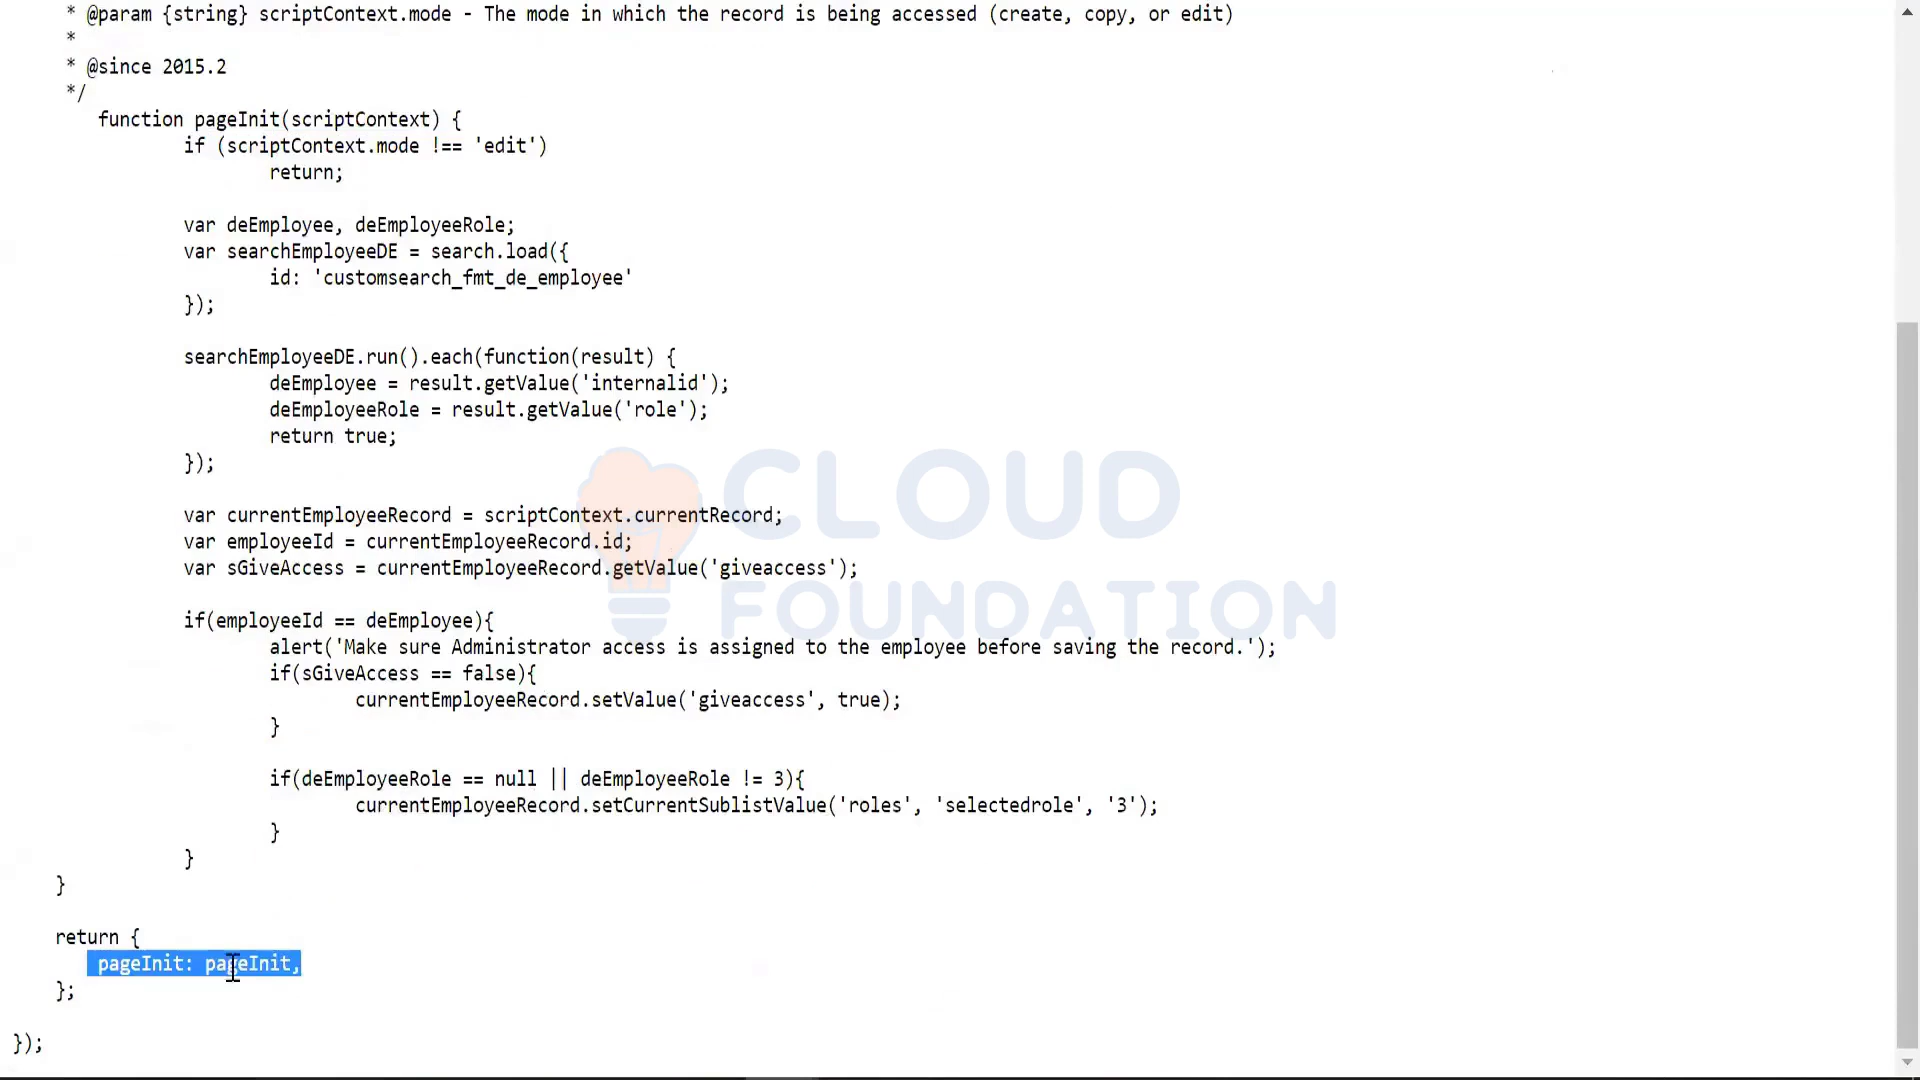 * @param {string} scriptContext.mode - The mode in which the record is being accessed (create, copy, or edit)
*
* @since 2015.2
*/
function pageInit(scriptContext) {
if (scriptContext.mode !== 'edit')
return;
var deEmployee, deEmployeeRole;
var searchEmployeeDE = search.load({
id: 'customsearch_fmt_de_employee'
});
searchEmployeeDE.run().each(function(result) {
deEmployee = result.getValue('internalid');
deEmployeeRole = result.getValue('role');
return true;
});
var currentEmployeeRecord = scriptContext.currentRecord;
var employeeId = currentEmployeeRecord.id;
var sGiveAccess = currentEmployeeRecord.getValue('giveaccess');
if(employeeId == deEmployee){
alert('Make sure Administrator access is assigned to the employee before saving the record.');
if(sGiveAccess == false){
currentEmployeeRecord.setValue('giveaccess', true);
}
if(deEmployeeRole == null || deEmployeeRole != 3){
currentEmployeeRecord.setCurrentSublistValue('roles', 'selectedrole', '3');
}
}
}
return {
pageInit: pageInit,
};
});
CLOUD
FOUNDATION